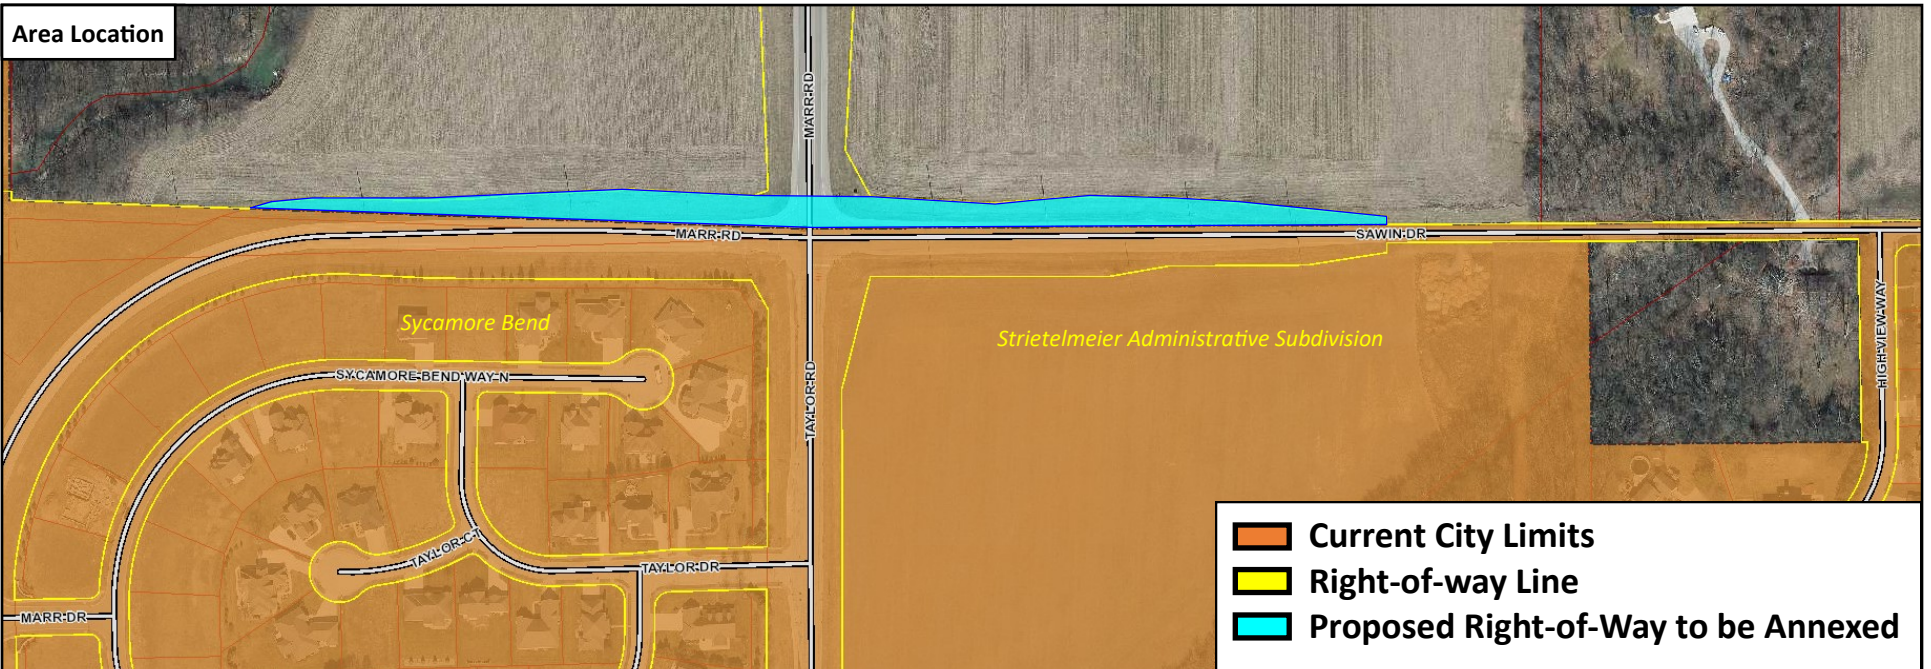 Area Location
MARR RD
MARR RD
SAWIN DR
HIGH VIEW WAY
Sycamore Bend
Strietelmeier Administrative Subdivision
SYCAMORE BEND WAY N
TAYLOR RD
TAYLOR CT
TAYLOR DR
MARR DR
Current City Limits
Right-of-way Line
Proposed Right-of-Way to be Annexed